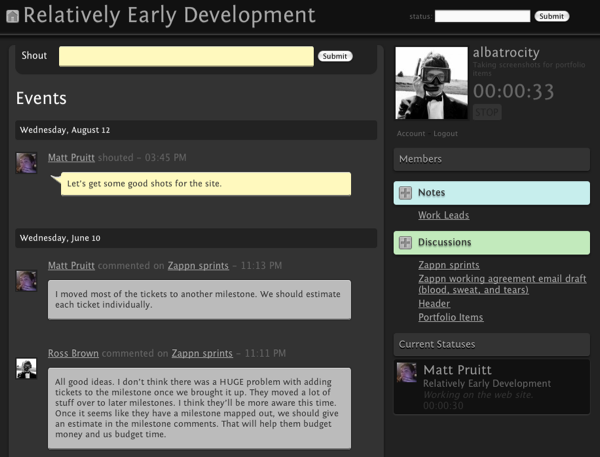 Relatively Early Development
status:
Submit
Shout
Submit
Events
Wednesday, August 12
Matt Pruitt shouted – 03:45 PM
Let's get some good shots for the site.
Wednesday, June 10
Matt Pruitt commented on Zappn sprints – 11:13 PM
I moved most of the tickets to another milestone. We should estimate
each ticket individually.
Ross Brown commented on Zappn sprints – 11:11 PM
All good ideas. I don't think there was a HUGE problem with adding
tickets to the milestone once we brought it up. They moved a lot of
stuff over to later milestones. I think they'll be more aware this time.
Once it seems like they have a milestone mapped out, we should give
an estimate in the milestone comments. That will help them budget
money and us budget time.
albatrocity
Taking screenshots for portfolio
items
00:00:33
STOP
Account
Logout
Members
Notes
Work Leads
Discussions
Zappn sprints
Zappn working agreement email draft
(blood, sweat, and tears)
Header
Portfolio Items
Current Statuses
Matt Pruitt
Relatively Early Development
Working on the web site.
00:00:30